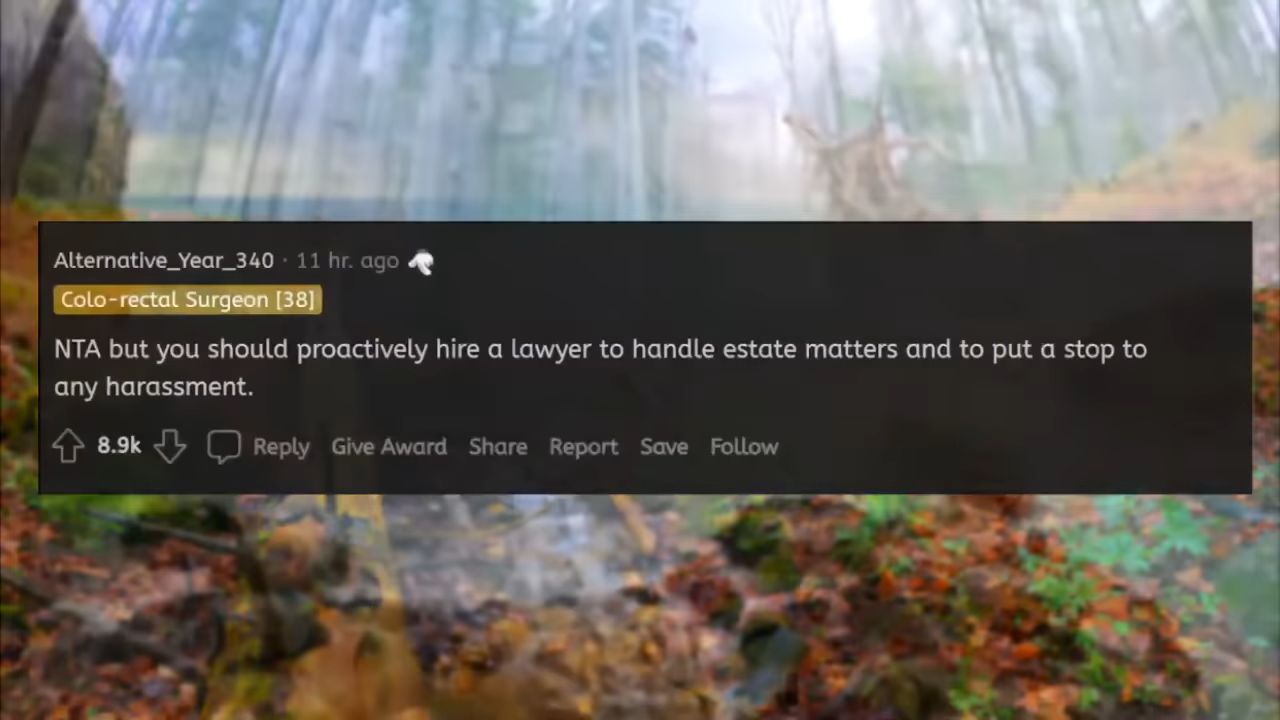 Alternative_Year_340 · 11 hr. ago
Colo-rectal Surgeon [38]
NTA but you should proactively hire a lawyer to handle estate matters and to put a stop to
any harassment.
8.9k Reply Give Award Share Report Save Follow